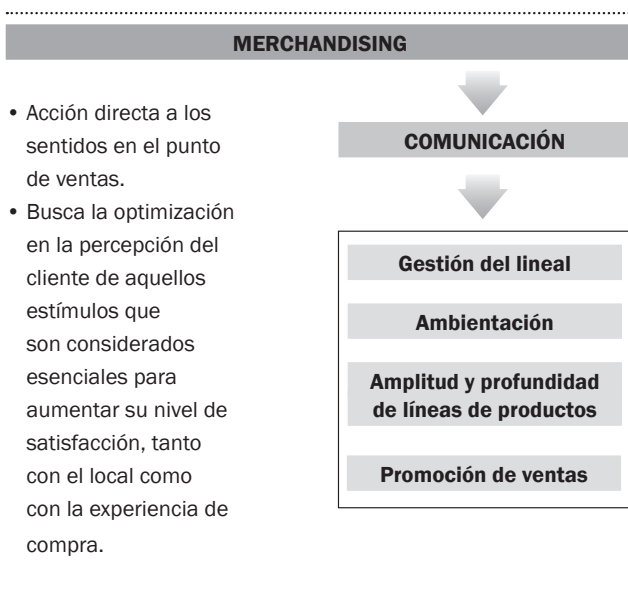 MERCHANDISING
• Acción directa a los
sentidos en el punto
de ventas.
• Busca la optimización
en la percepción del
cliente de aquellos
estímulos que
son considerados
esenciales para
aumentar su nivel de
satisfacción, tanto
con el local como
con la experiencia de
compra.
COMUNICACIÓN
Gestión del lineal
Ambientación
Amplitud y profundidad
de líneas de productos
Promoción de ventas